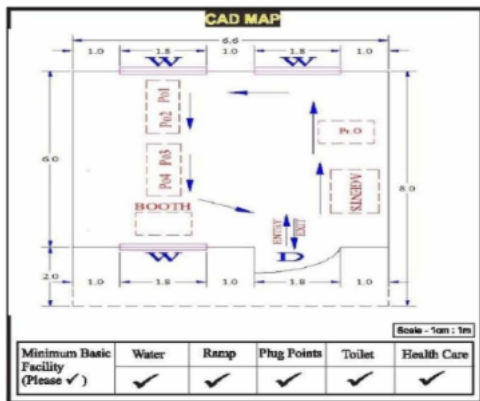 CAD MAP
6.6
1.0 1.8 1.0 1.8 1.0
W W
Po1
Po2
Pr.O
Po3
Po4
AGENTS
6.0
8.0
BOOTH
ENTRY
EXIT
W D
2.0
1.0 1.8 1.0 1.8 1.0
Scale - 1cm : 1m
Minimum Basic Water Ramp Plug Points Toilet Health Care
Facility
(Please ✓) ✓ ✓ ✓ ✓ ✓